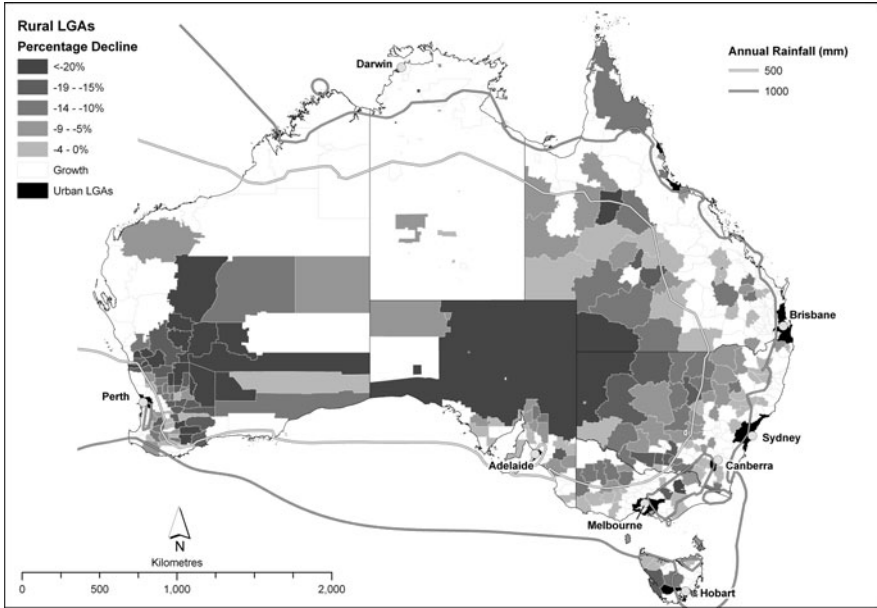 Rural LGAs
Percentage Decline
<-20%
-19 - -15%
-14 - -10%
-9 - -5%
-4 - 0%
Growth
Urban LGAs
Annual Rainfall (mm)
500
1000
Darwin
Brisbane
Perth
Sydney
Adelaide
Canberra
Melbourne
Hobart
N
Kilometres
0 500 1,000 2,000